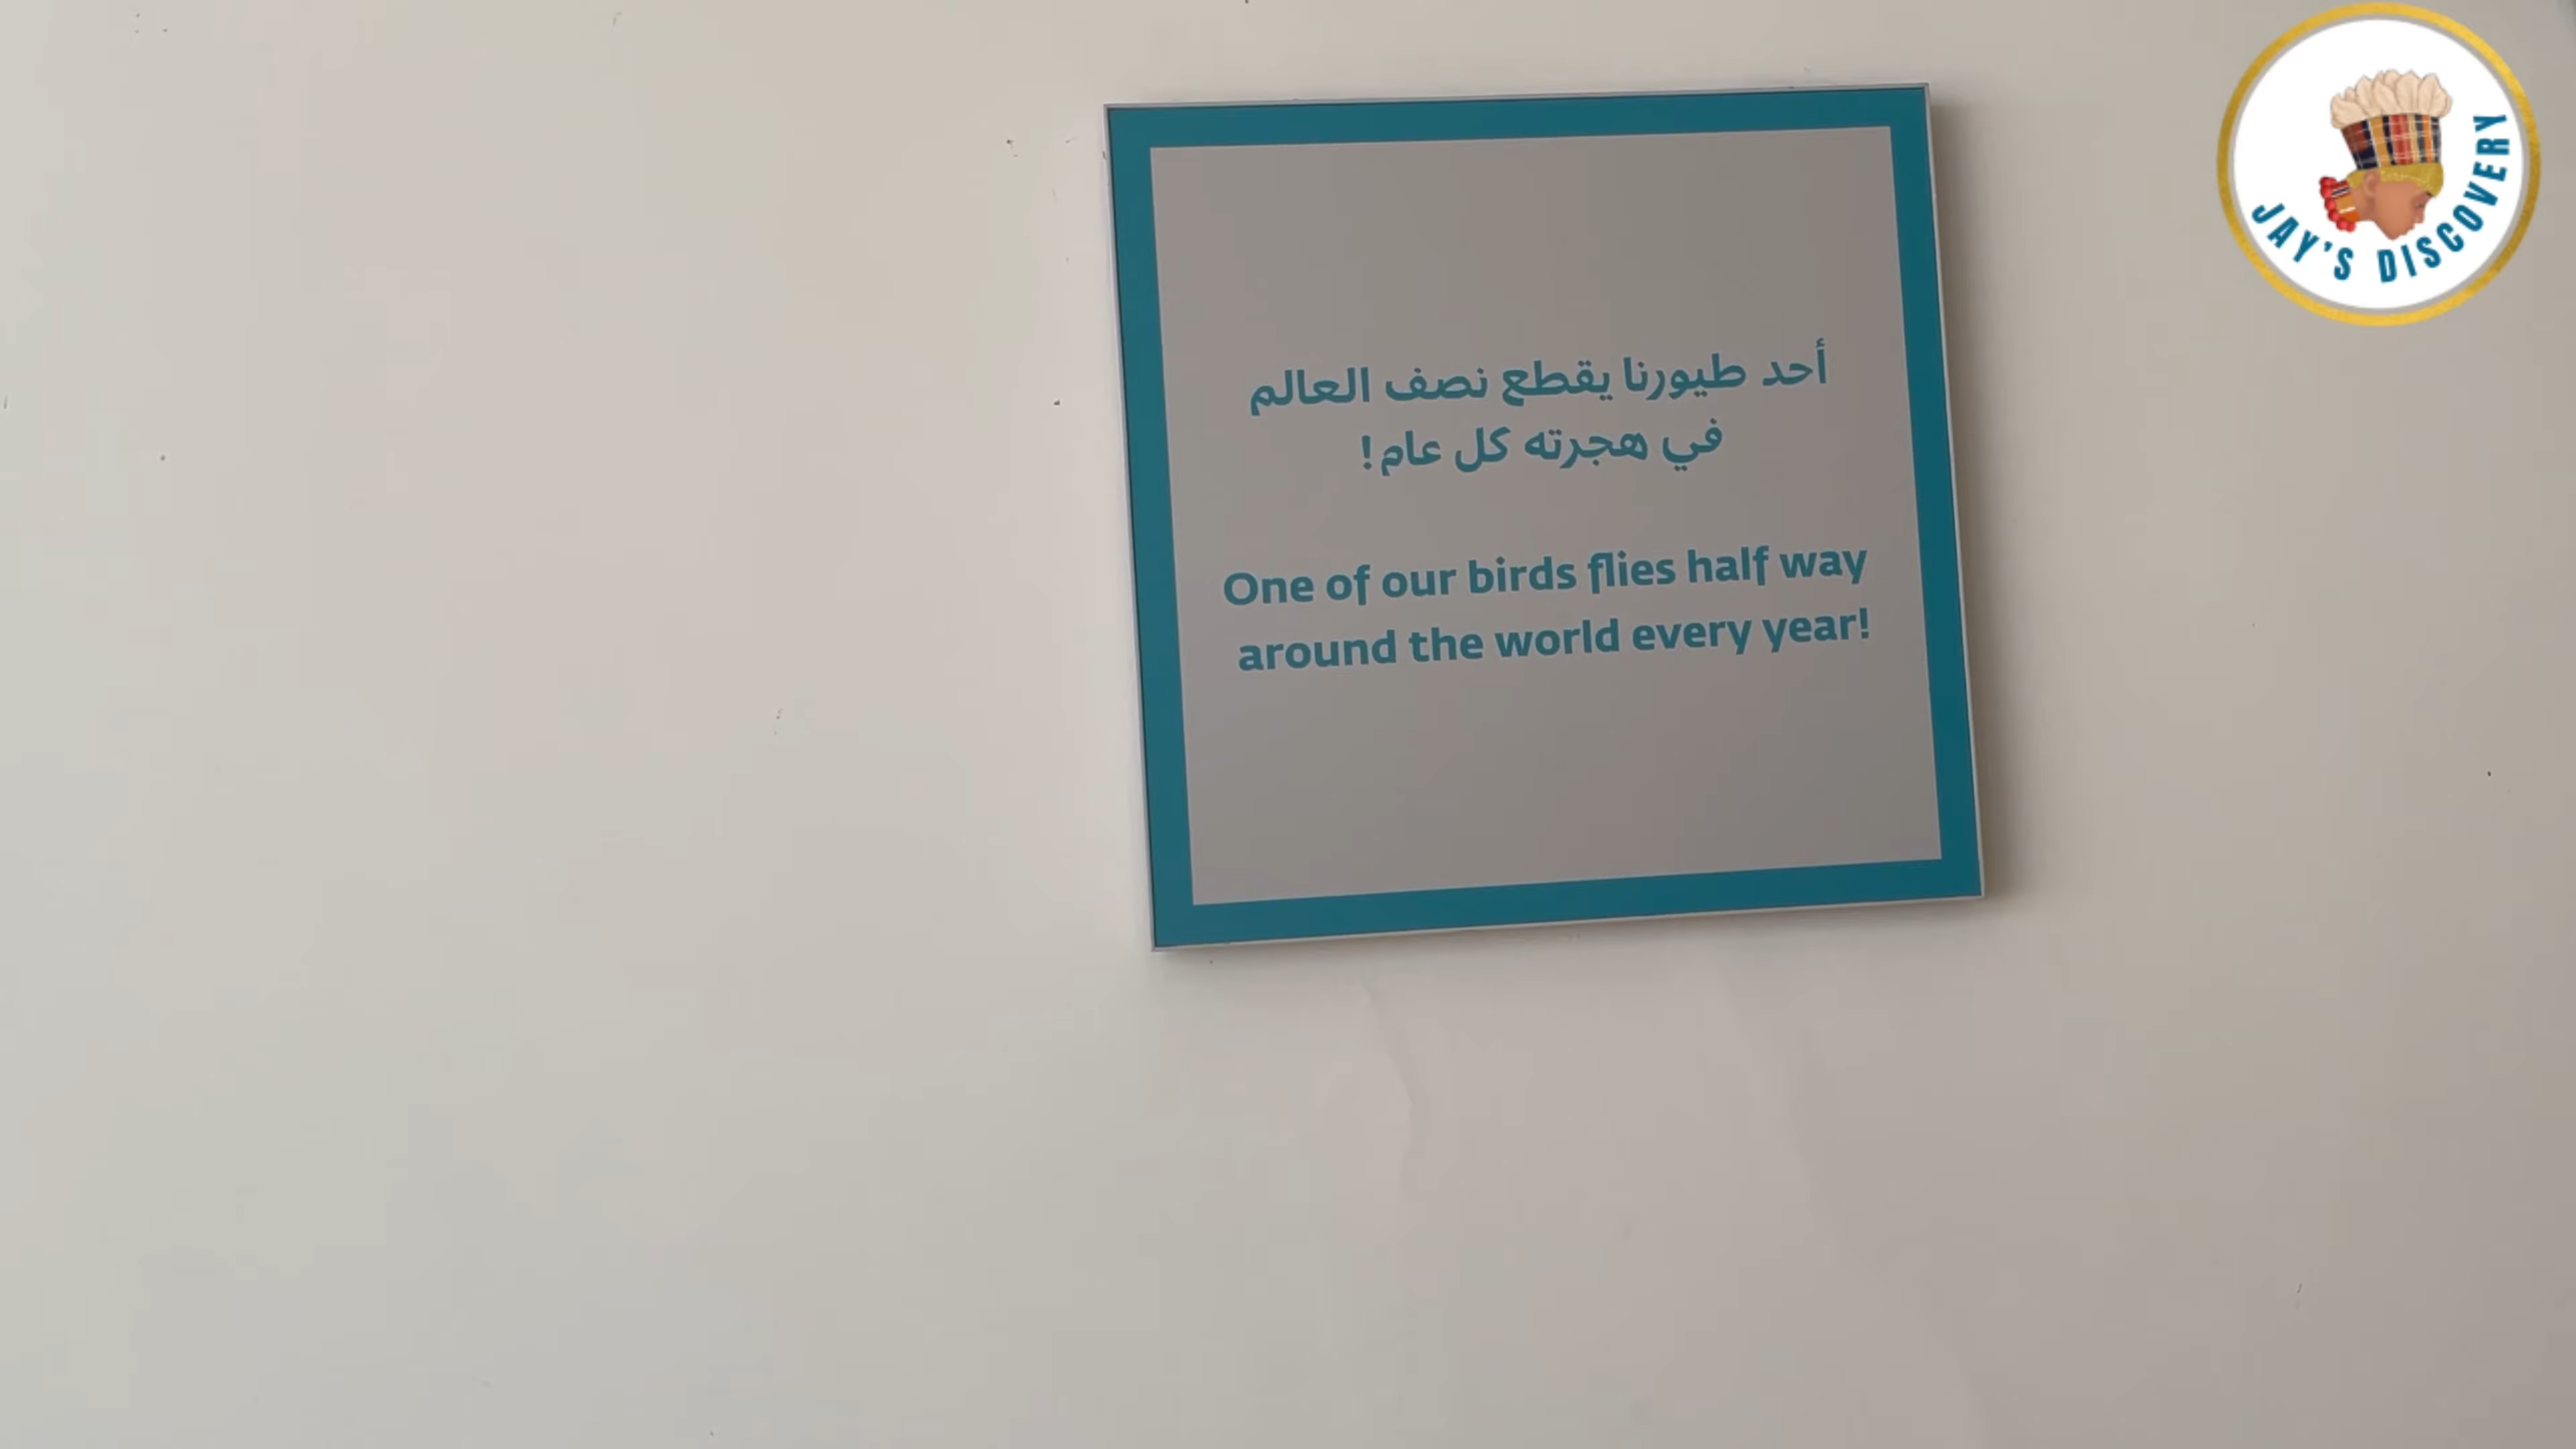 أحد طيورنا يقطع نصف العالم
في هجرته كل عام!
One of our birds flies half way
around the world every year!
JAY'S DISCOVERY